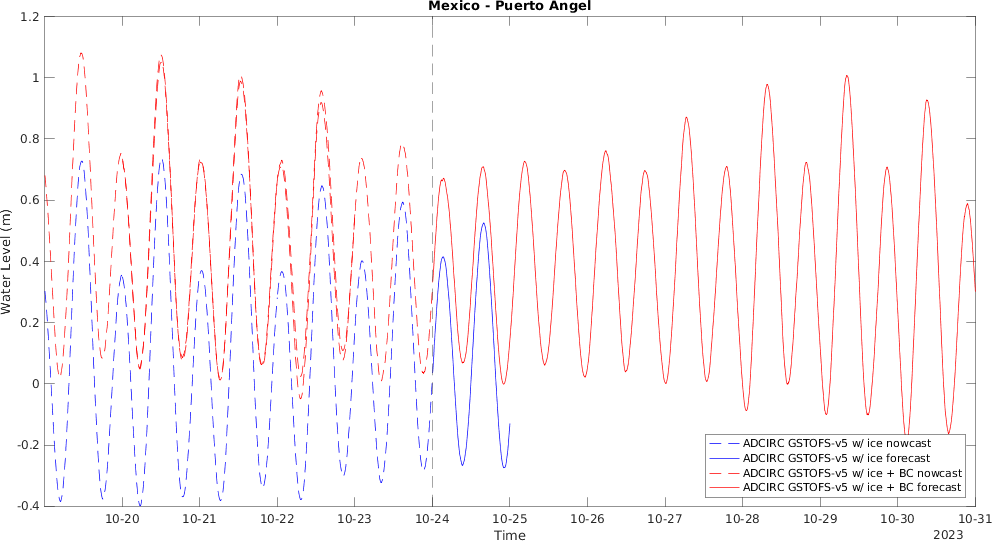 Mexico - Puerto Angel
Water Level (m)
1.2
1
0.8
0.6
0.4
0.2
0
-0.2
-0.4
ADCIRC GSTOFS-v5 w/ ice nowcast
ADCIRC GSTOFS-v5 w/ ice forecast
ADCIRC GSTOFS-v5 w/ ice + BC nowcast
ADCIRC GSTOFS-v5 w/ ice + BC forecast
10-20 10-21 10-22 10-23 10-24 10-25 10-26 10-27 10-28 10-29 10-30 10-31
Time
2023